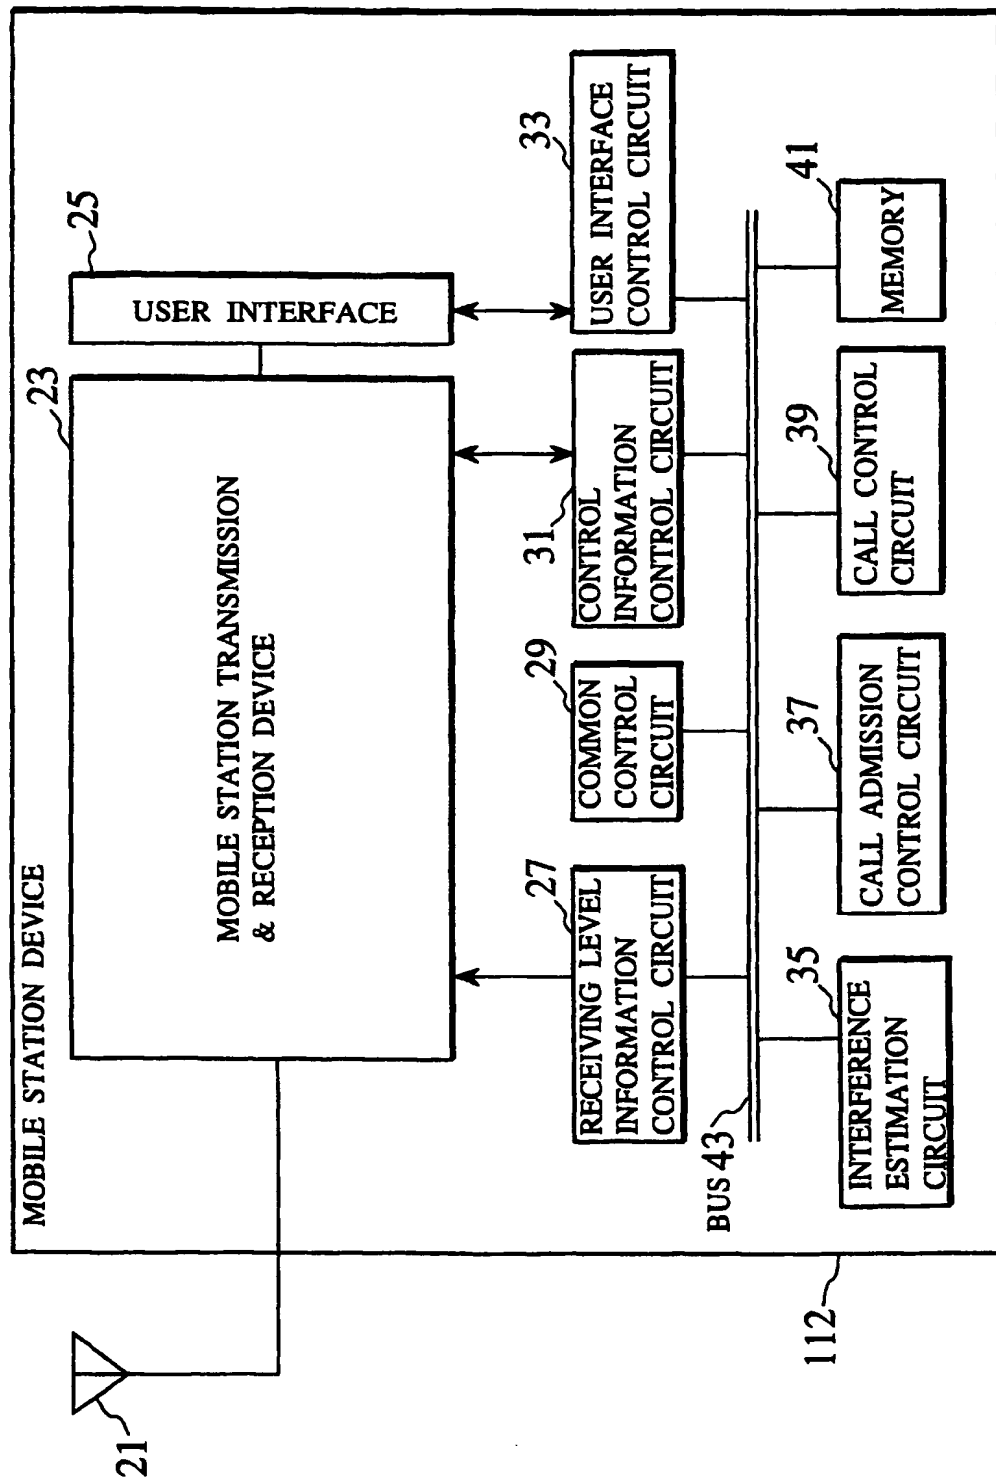 MOBILE STATION DEVICE
21
23
MOBILE STATION TRANSMISSION
& RECEPTION DEVICE
25
USER INTERFACE
27
RECEIVING LEVEL
INFORMATION
CONTROL CIRCUIT
29
COMMON
CONTROL
CIRCUIT
31
CONTROL
INFORMATION
CONTROL CIRCUIT
33
USER INTERFACE
CONTROL CIRCUIT
BUS 43
35
INTERFERENCE
ESTIMATION
CIRCUIT
37
CALL ADMISSION
CONTROL CIRCUIT
39
CALL CONTROL
CIRCUIT
41
MEMORY
112